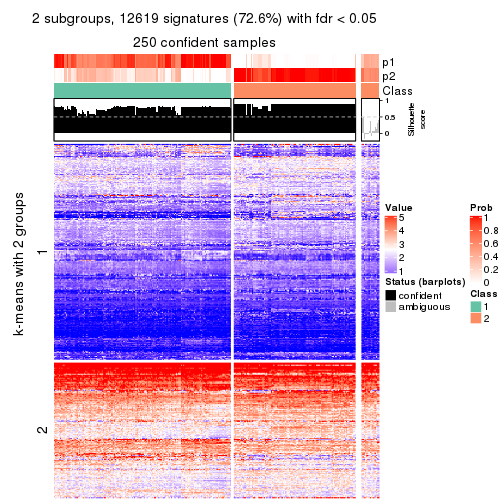 2 subgroups, 12619 signatures (72.6%) with fdr < 0.05
250 confident samples
p1
p2
Class
1
0.5
0
Silhouette
score
k-means with 2 groups
1
2
Value
5
4
3
2
1
Prob
1
0.8
0.6
0.4
0.2
0
Status (barplots)
confident
ambiguous
Class
1
2